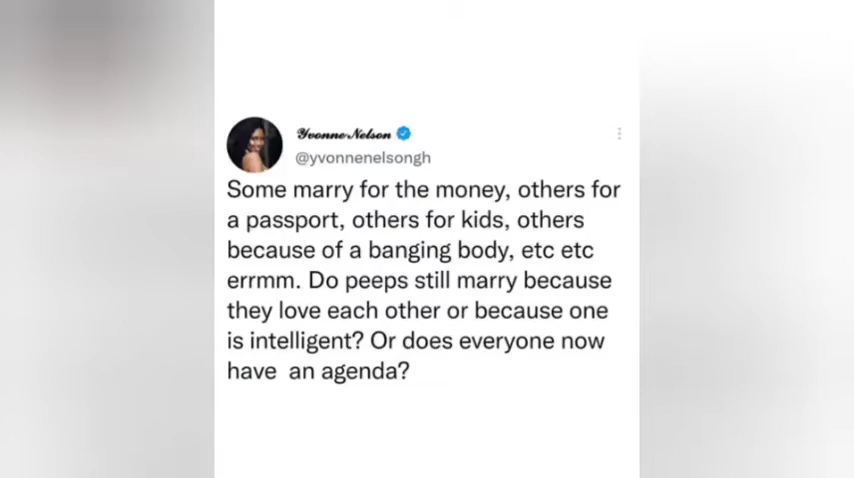 Yvonne Nelson
@yvonnenelsongh
Some marry for the money, others for
a passport, others for kids, others
because of a banging body, etc etc
errmm. Do peeps still marry because
they love each other or because one
is intelligent? Or does everyone now
have  an agenda?